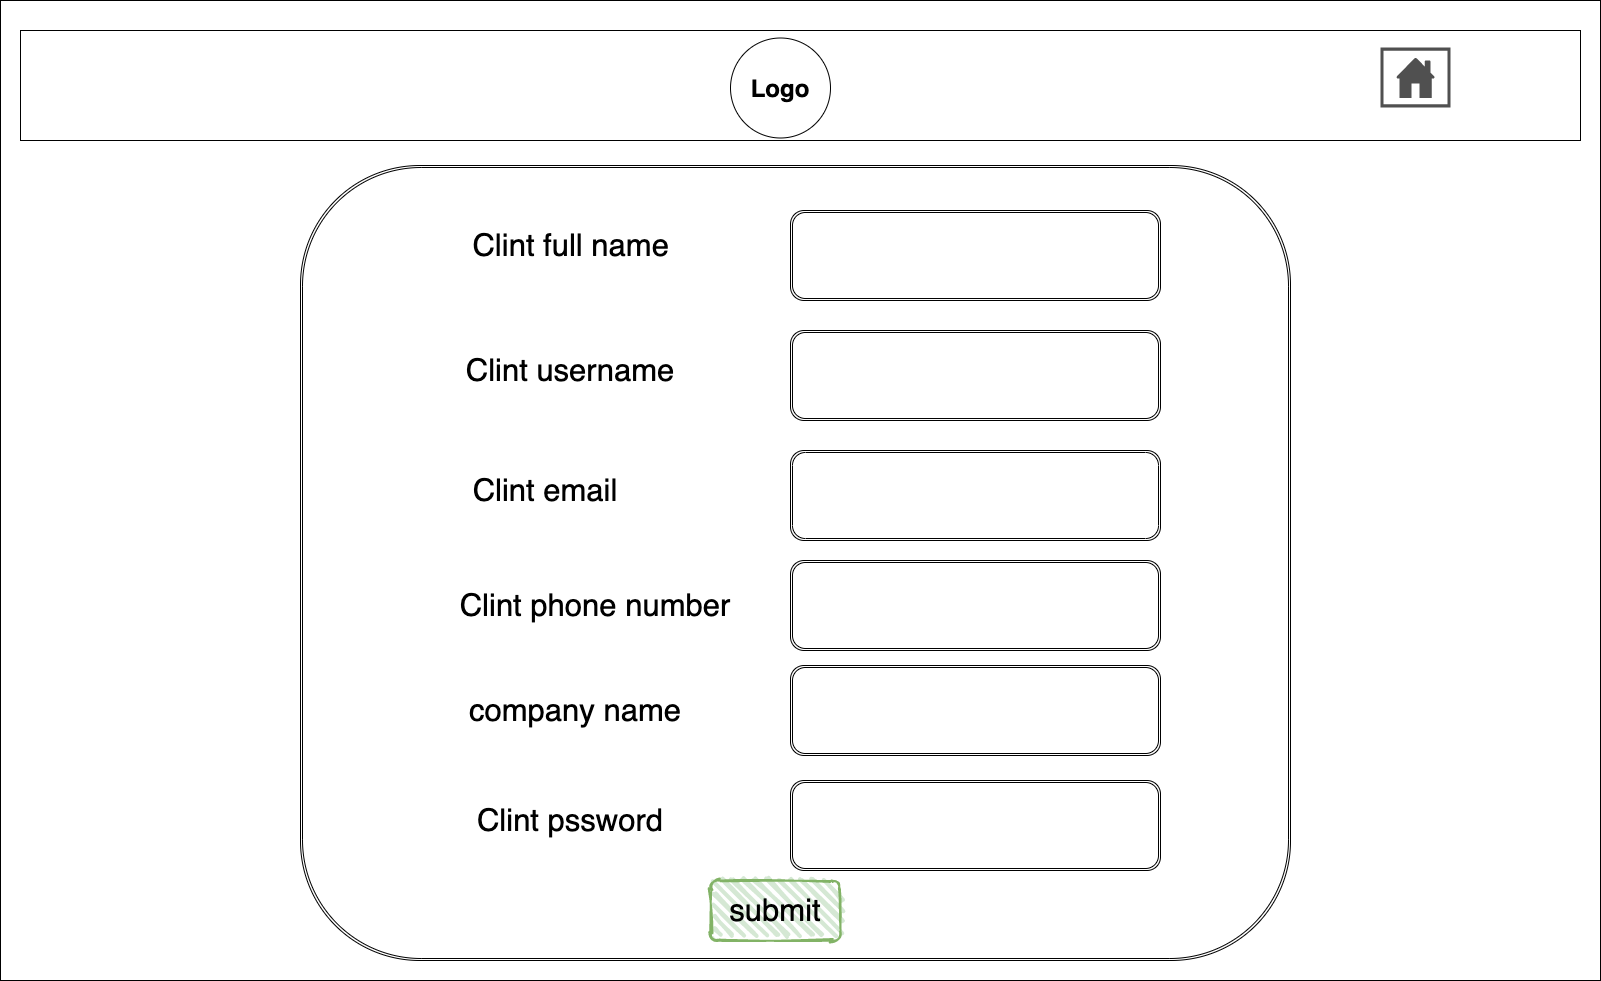 Logo
Clint full name
Clint username
Clint email
Clint phone number
company name
Clint pssword
submit